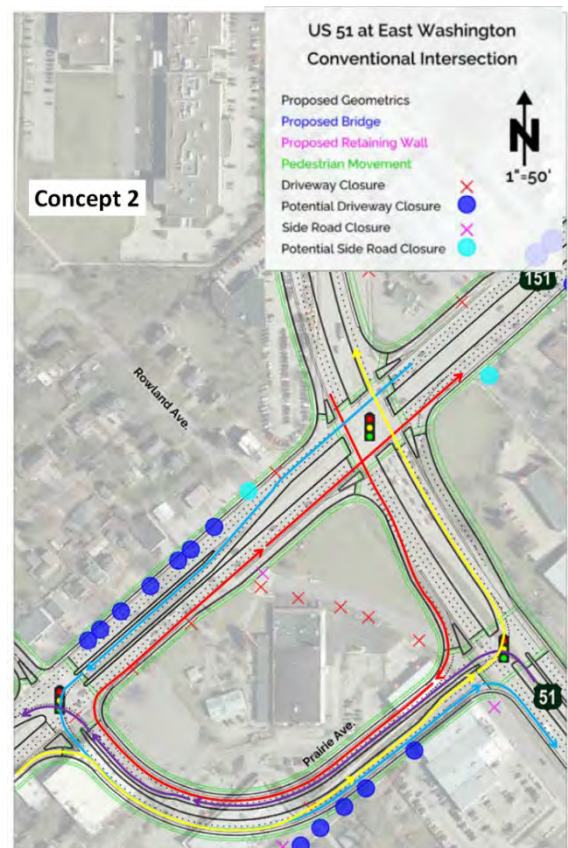 US 51 at East Washington
Conventional Intersection
Proposed Geometrics
Proposed Bridge
Proposed Retaining Wall
Pedestrian Movement
Driveway Closure
Potential Driveway Closure
Side Road Closure
Potential Side Road Closure
N
1"=50'
Concept 2
151
Rowland Ave.
51
Prairie Ave.